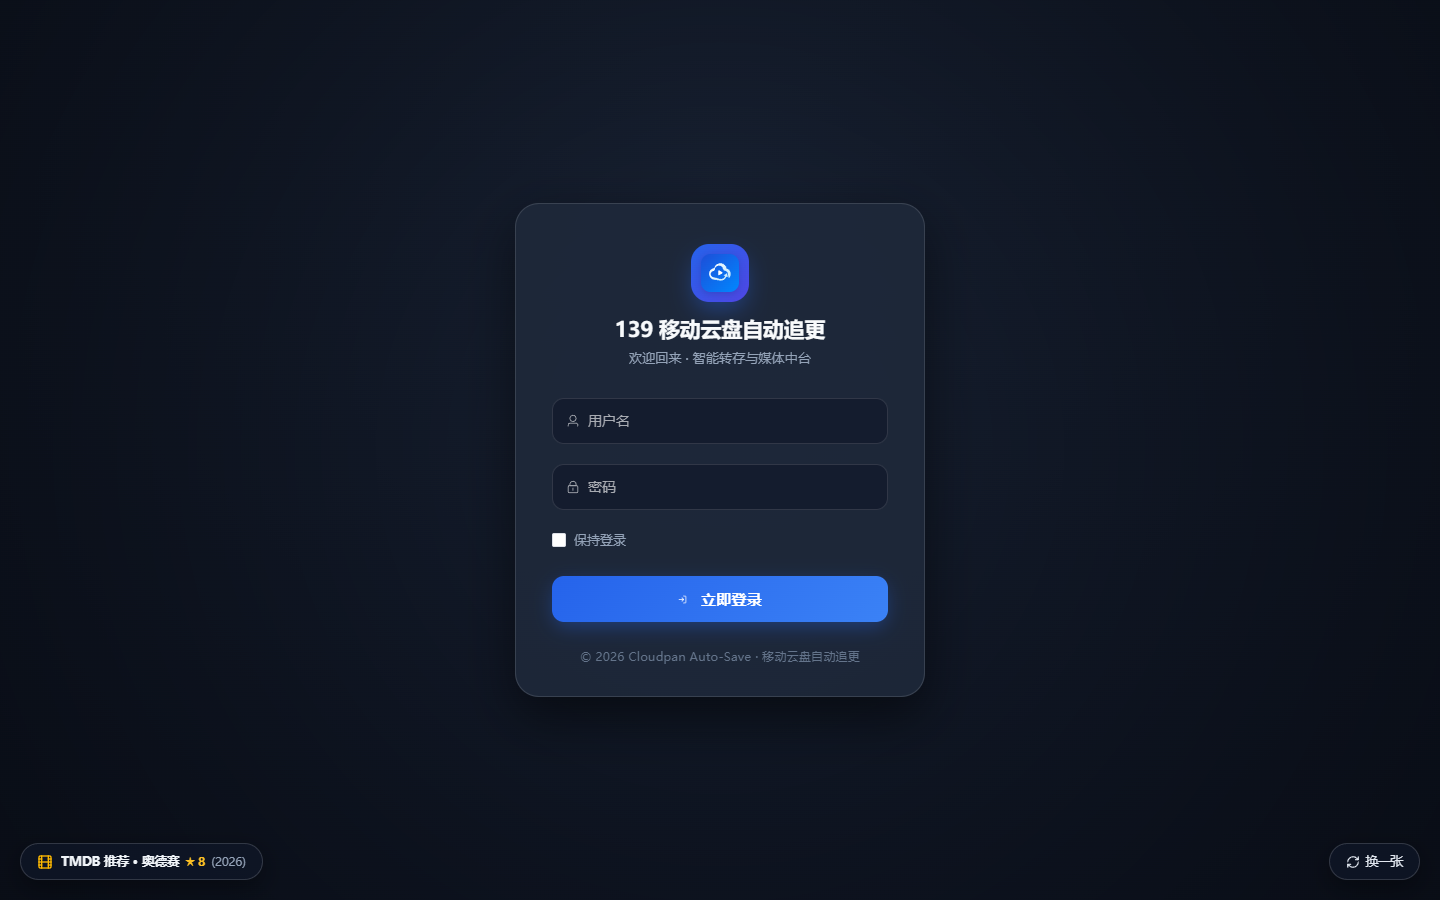 139 移动云盘自动追更
欢迎回来 · 智能转存与媒体中台
用户名
密码
保持登录
立即登录
© 2026 Cloudpan Auto-Save · 移动云盘自动追更
TMDB 推荐 • 奥德赛 ★ 8 (2026)
换一张